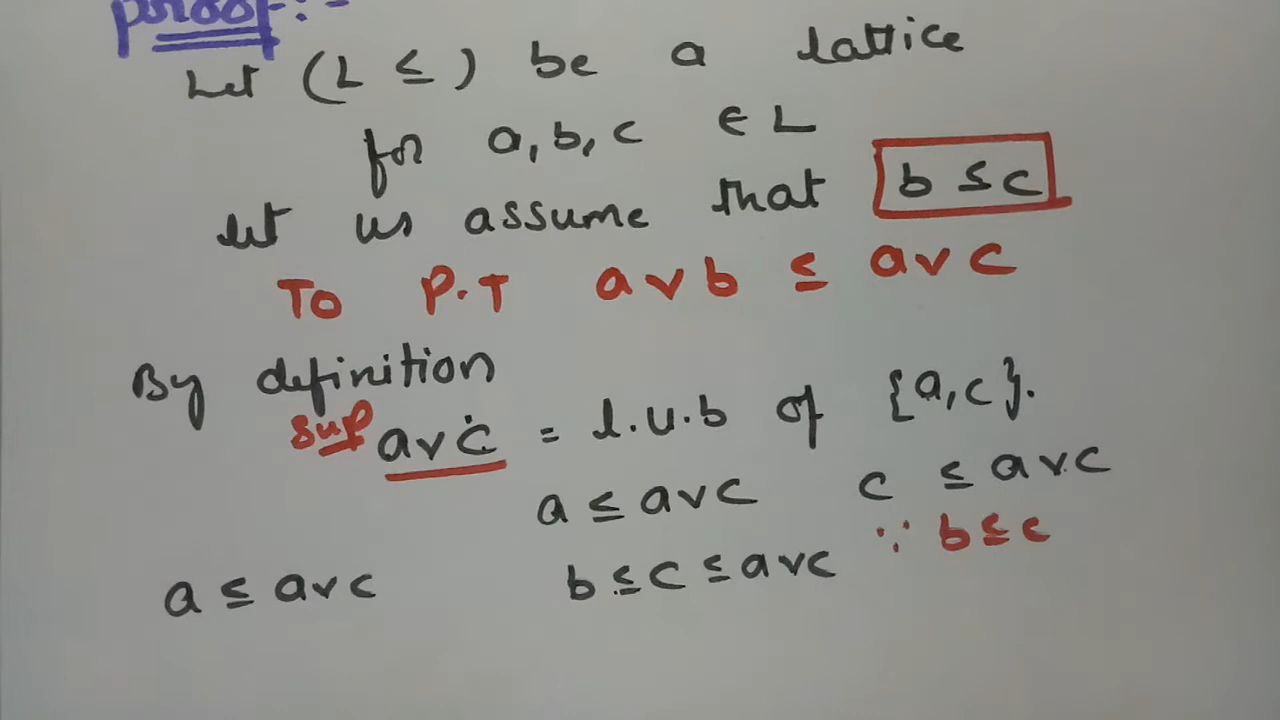 Proof:-
Let (L ≤) be a lattice
for a, b, c ∈ L
let us assume that b ≤ c
To P.T a v b ≤ a v c
By definition
sup a v c = l.u.b of {a, c}.
a ≤ a v c c ≤ a v c
∵ b ≤ c
a ≤ a v c b ≤ c ≤ a v c